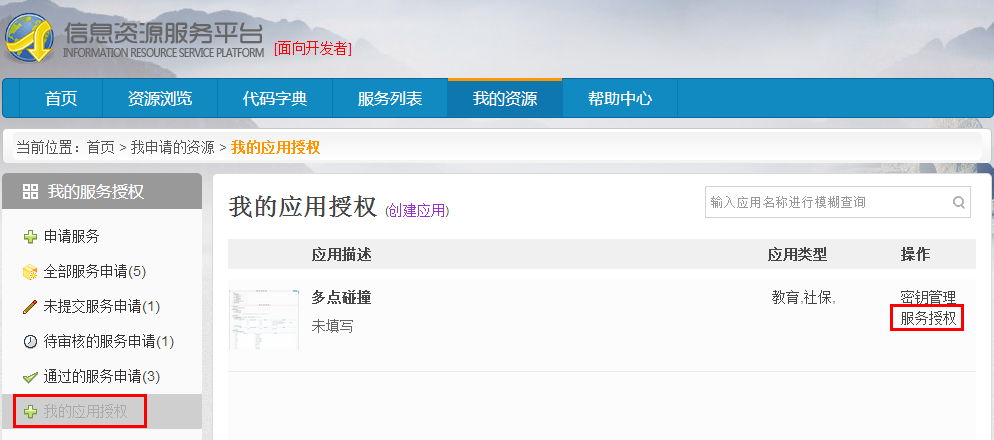 信息资源服务平台
INFORMATION RESOURCE SERVICE PLATFORM [面向开发者]
首页 资源浏览 代码字典 服务列表 我的资源 帮助中心
当前位置：首页 > 我申请的资源 > 我的应用授权
我的服务授权
申请服务
全部服务申请(5)
未提交服务申请(1)
待审核的服务申请(1)
通过的服务申请(3)
我的应用授权
我的应用授权 (创建应用)
输入应用名称进行模糊查询
应用描述 应用类型 操作
多点碰撞 教育,社保, 密钥管理
未填写 服务授权